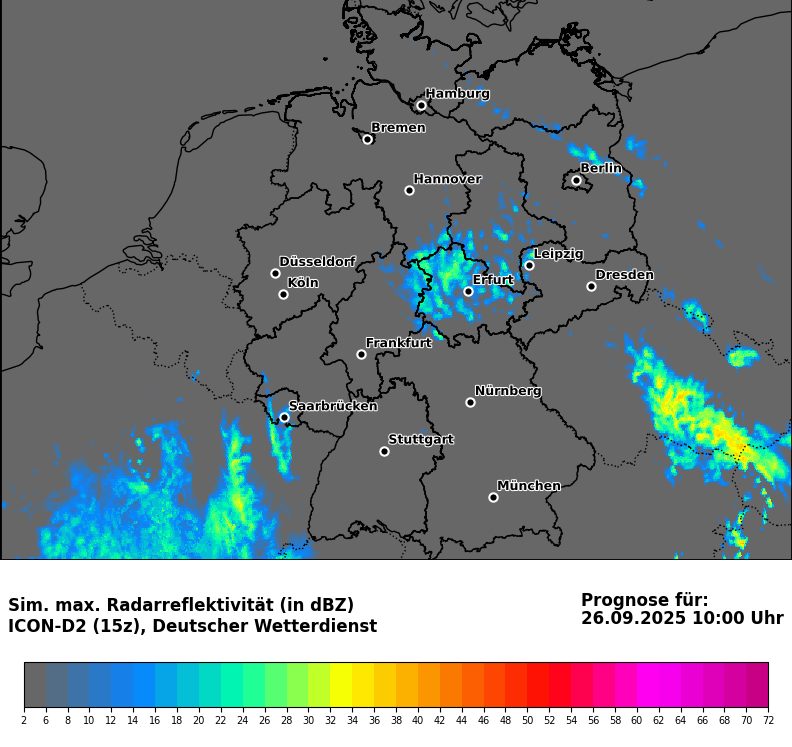 Hamburg
Bremen
Berlin
Hannover
Leipzig
Düsseldorf
Dresden
Köln
Erfurt
Frankfurt
Nürnberg
Saarbrücken
Stuttgart
München
Sim. max. Radarreflektivität (in dBZ)
ICON-D2 (15z), Deutscher Wetterdienst
Prognose für:
26.09.2025 10:00 Uhr
2 6 8 10 12 14 16 18 20 22 24 26 28 30 32 34 36 38 40 42 44 46 48 50 52 54 56 58 60 62 64 66 68 70 72